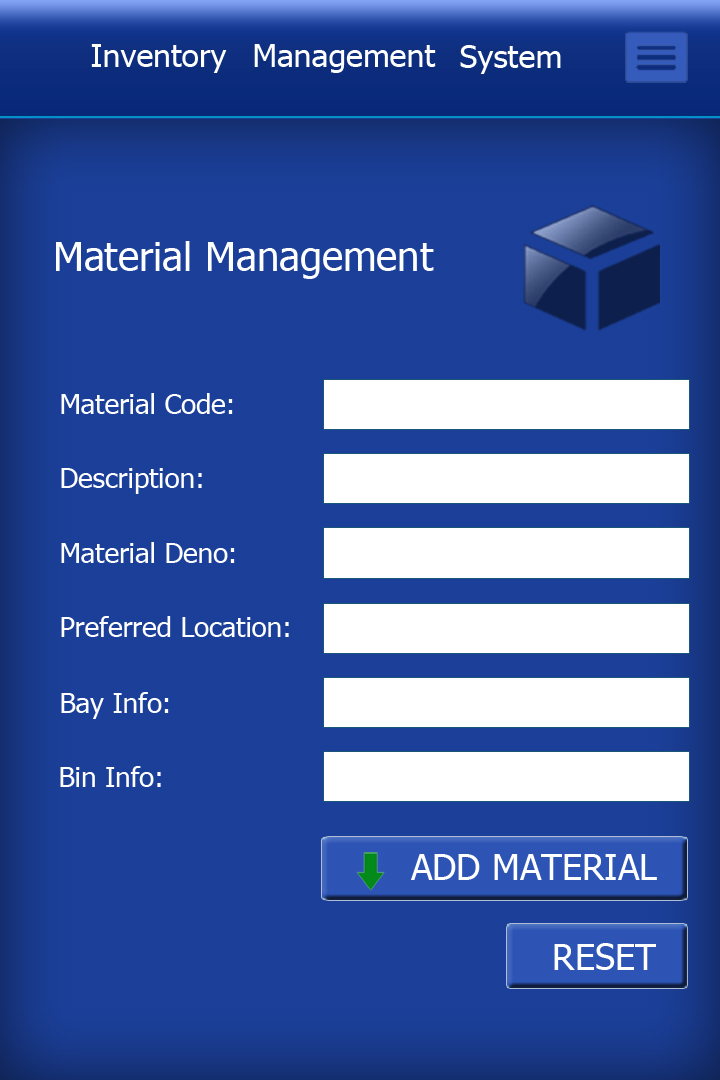 Inventory Management System
Material Management
Material Code:
Description:
Material Deno:
Preferred Location:
Bay Info:
Bin Info:
ADD MATERIAL
RESET